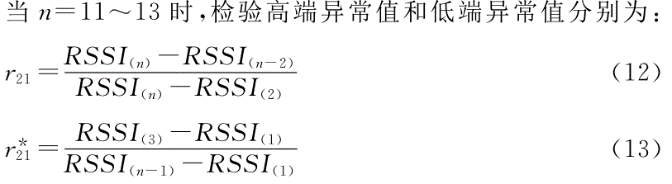 当 n=11～13 时,检验高端异常值和低端异常值分别为:
r₂₁ = (RSSI₍ₙ₎ − RSSI₍ₙ₋₂₎) / (RSSI₍ₙ₎ − RSSI₍₂₎) (12)
r*₂₁ = (RSSI₍₃₎ − RSSI₍₁₎) / (RSSI₍ₙ₋₁₎ − RSSI₍₁₎) (13)